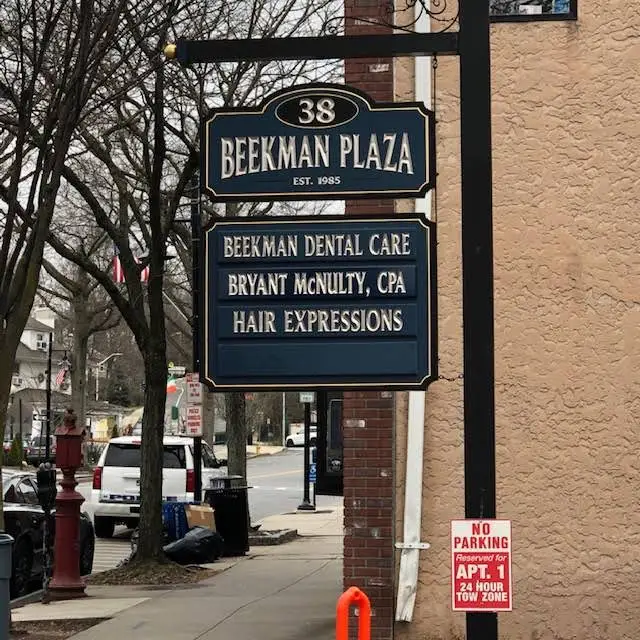 38
BEEKMAN PLAZA
EST. 1985
BEEKMAN DENTAL CARE
BRYANT McNULTY, CPA
HAIR EXPRESSIONS
NO
PARKING
Reserved for
APT. 1
24 HOUR
TOW ZONE